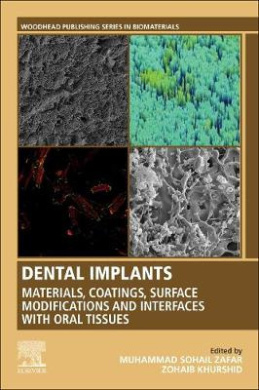 WOODHEAD PUBLISHING SERIES IN BIOMATERIALS
DENTAL IMPLANTS
MATERIALS, COATINGS, SURFACE
MODIFICATIONS AND INTERFACES
WITH ORAL TISSUES
Edited by
MUHAMMAD SOHAIL ZAFAR
ZOHAIB KHURSHID
ELSEVIER